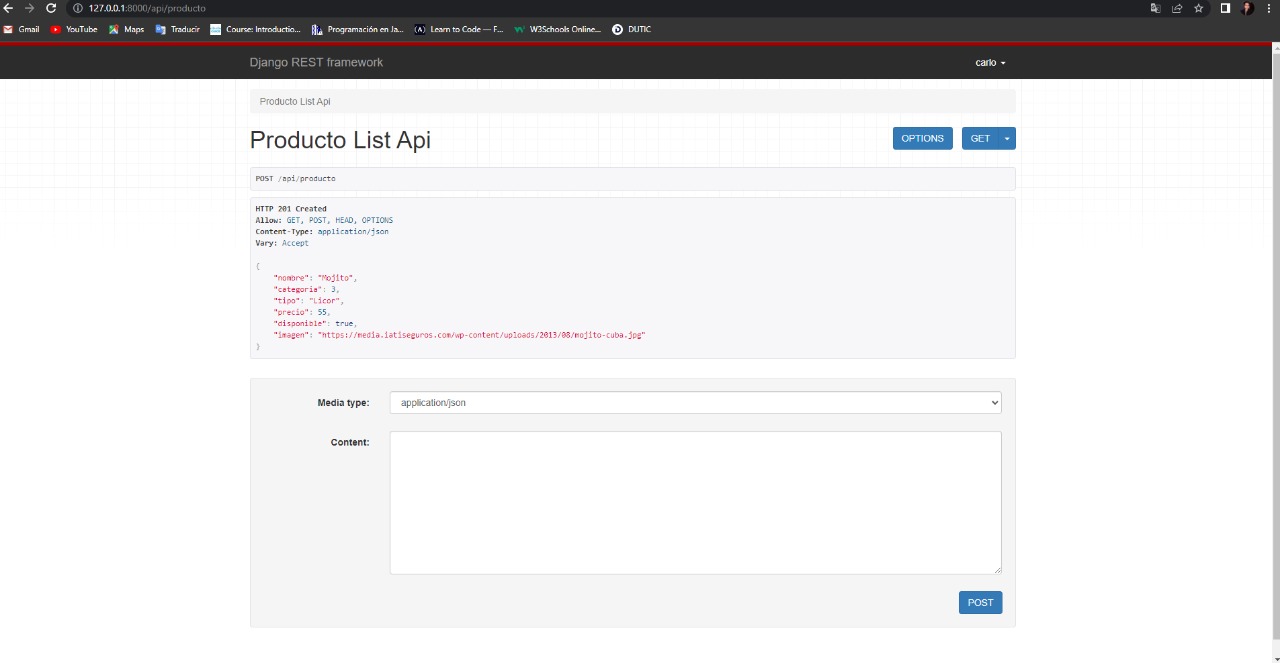 127.0.0.1:8000/api/producto
Gmail YouTube Maps Traducir Course: Introductio... Programación en Ja... Learn to Code — F... W3Schools Online... DUTIC
Django REST framework carlo
Producto List Api
Producto List Api OPTIONS GET
POST /api/producto
HTTP 201 Created
Allow: GET, POST, HEAD, OPTIONS
Content-Type: application/json
Vary: Accept
{
"nombre": "Mojito",
"categoria": 3,
"tipo": "Licor",
"precio": 55,
"disponible": true,
"imagen": "https://media.iatiseguros.com/wp-content/uploads/2013/08/mojito-cuba.jpg"
}
Media type: application/json
Content:
POST